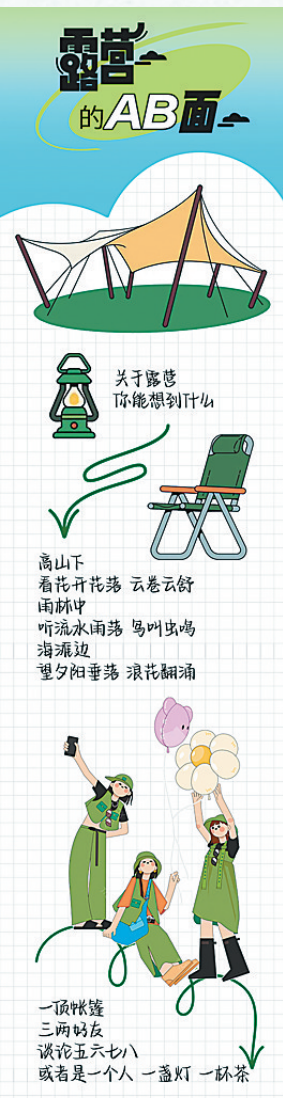 露营
的AB面
关于露营
你能想到什么
高山下
看花开花落 云卷云舒
雨林中
听流水雨落 鸟叫虫鸣
海滩边
望夕阳垂落 浪花翻涌
一顶帐篷
三两好友
谈论五六七八
或者是一个人 一盏灯 一杯茶